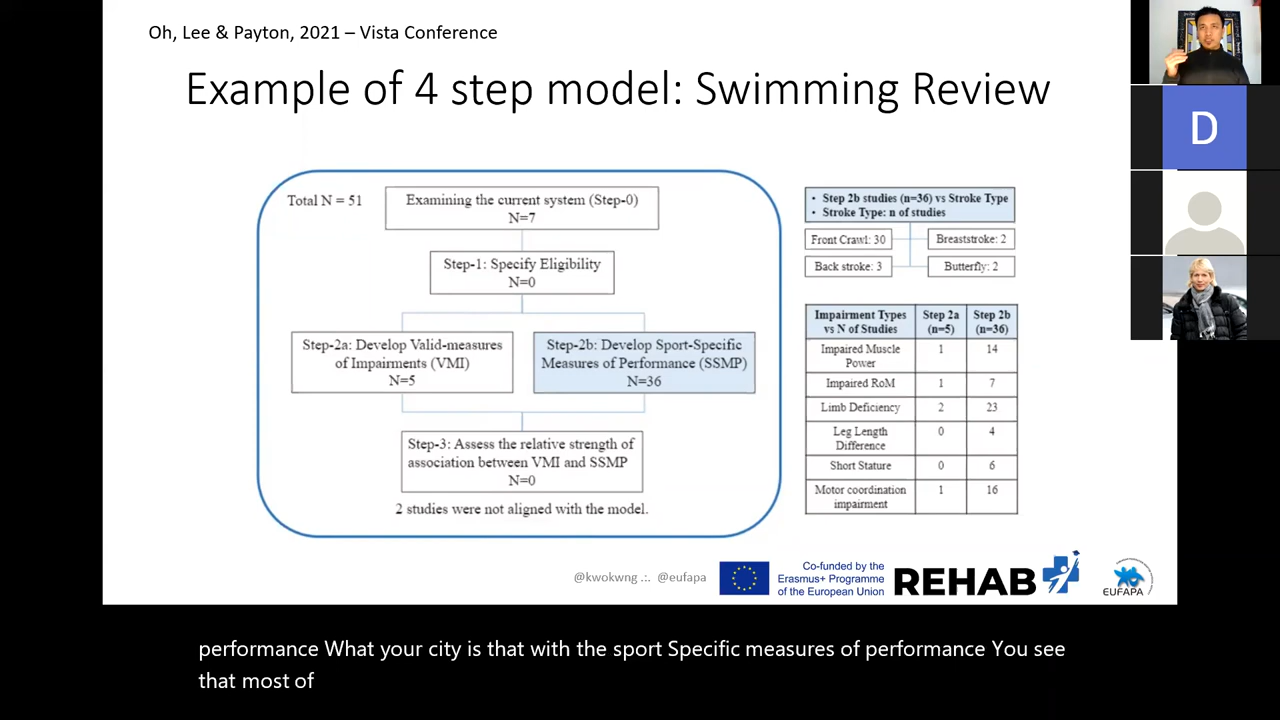 Oh, Lee & Payton, 2021 – Vista Conference
Example of 4 step model: Swimming Review
Total N = 51
Examining the current system (Step-0)
N=7
Step-1: Specify Eligibility
N=0
Step-2a: Develop Valid-measures
of Impairments (VMI)
N=5
Step-2b: Develop Sport-Specific
Measures of Performance (SSMP)
N=36
Step-3: Assess the relative strength of
association between VMI and SSMP
N=0
2 studies were not aligned with the model.
• Step 2b studies (n=36) vs Stroke Type
• Stroke Type: n of studies
Front Crawl: 30
Breaststroke: 2
Back stroke: 3
Butterfly: 2
Impairment Types Step 2a Step 2b
vs N of Studies (n=5) (n=36)
Impaired Muscle 1 14
Power
Impaired RoM 1 7
Limb Deficiency 2 23
Leg Length 0 4
Difference
Short Stature 0 6
Motor coordination 1 16
impairment
@kwokwng .:. @eufapa
Co-funded by the
Erasmus+ Programme
of the European Union
REHAB
EUFAPA
D
performance What your city is that with the sport Specific measures of performance You see
that most of